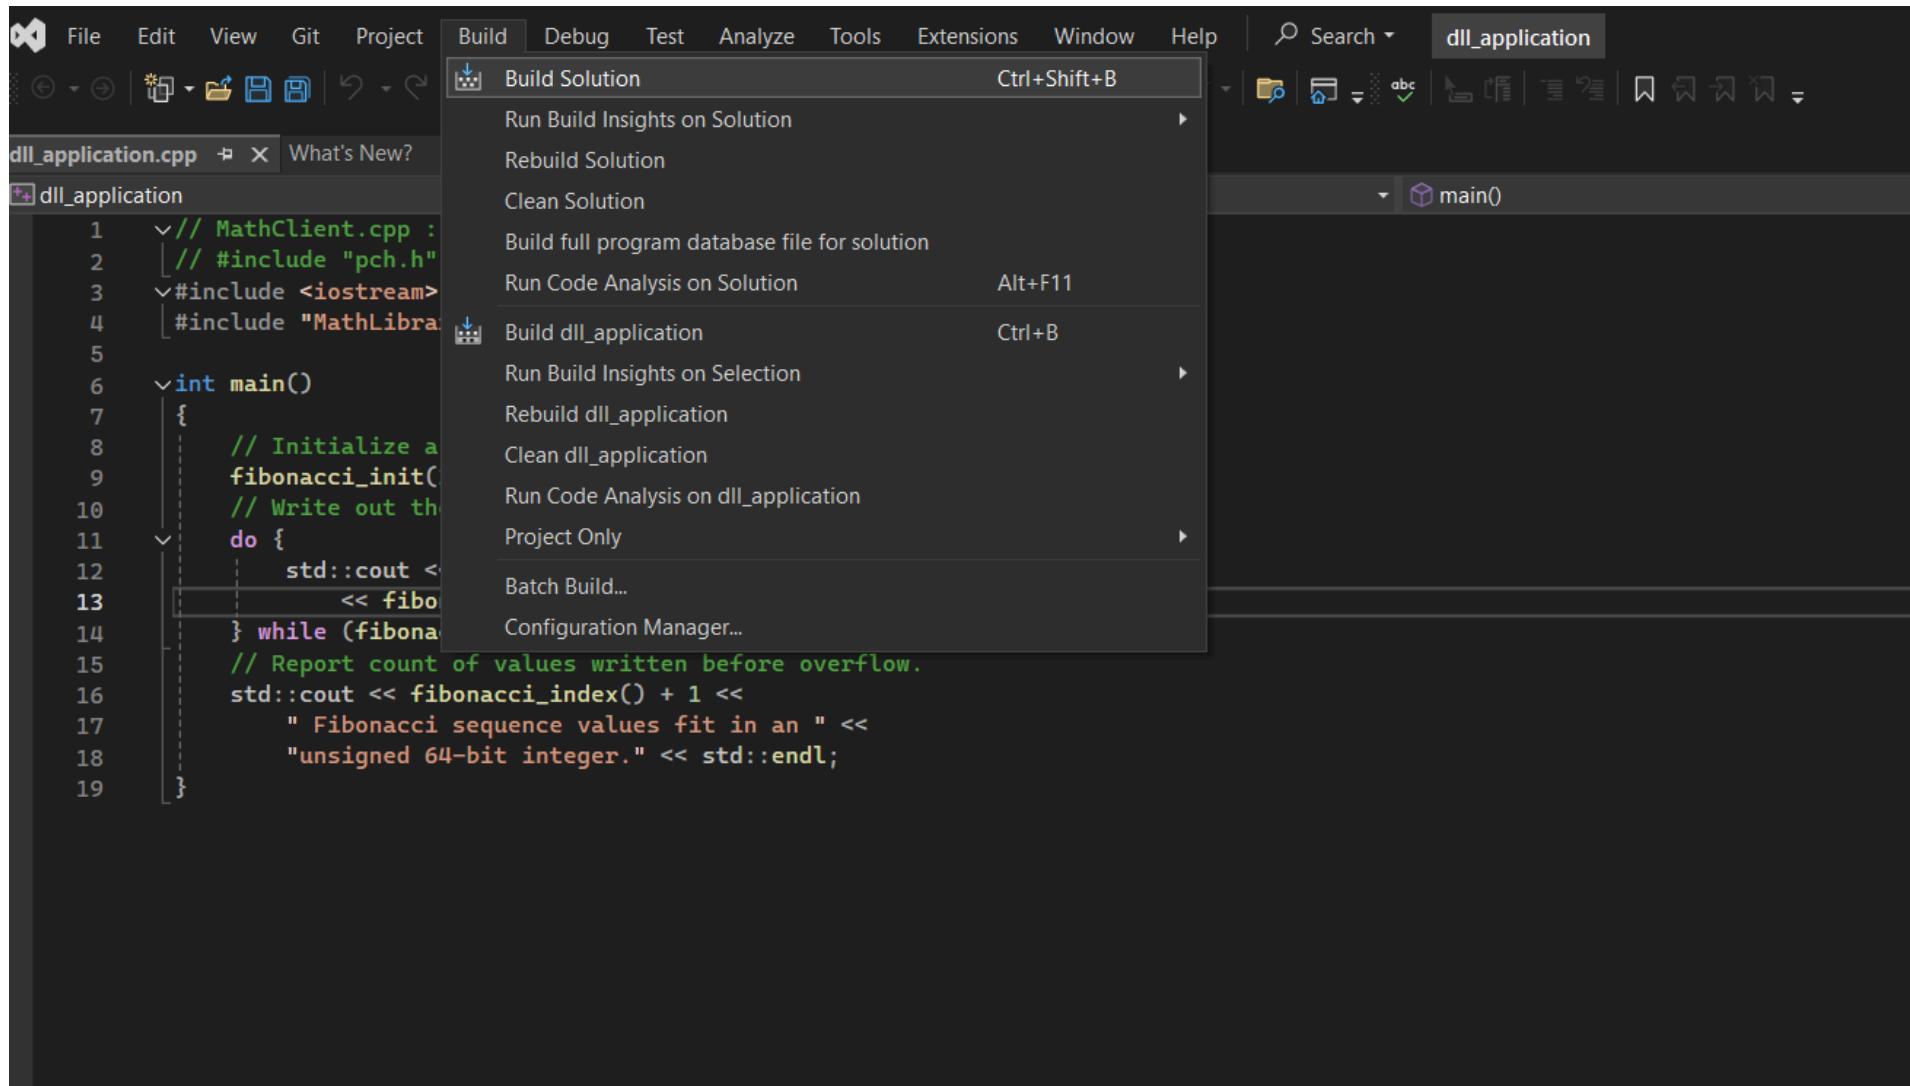 File Edit View Git Project Build Debug Test Analyze Tools Extensions Window Help Search dll_application
Build Solution Ctrl+Shift+B
abc
Run Build Insights on Solution
dll_application.cpp What's New?
Rebuild Solution
dll_application main()
Clean Solution
1 // MathClient.cpp :
Build full program database file for solution
2 // #include "pch.h"
Run Code Analysis on Solution Alt+F11
3 #include <iostream>
4 #include "MathLibra
Build dll_application Ctrl+B
5
Run Build Insights on Selection
6 int main()
7 {
Rebuild dll_application
8 // Initialize a
Clean dll_application
9 fibonacci_init(
Run Code Analysis on dll_application
10 // Write out th
11 do {
Project Only
12 std::cout <
Batch Build...
13 << fibo
Configuration Manager...
14 } while (fibona
15 // Report count of values written before overflow.
16 std::cout << fibonacci_index() + 1 <<
17 " Fibonacci sequence values fit in an " <<
18 "unsigned 64-bit integer." << std::endl;
19 }